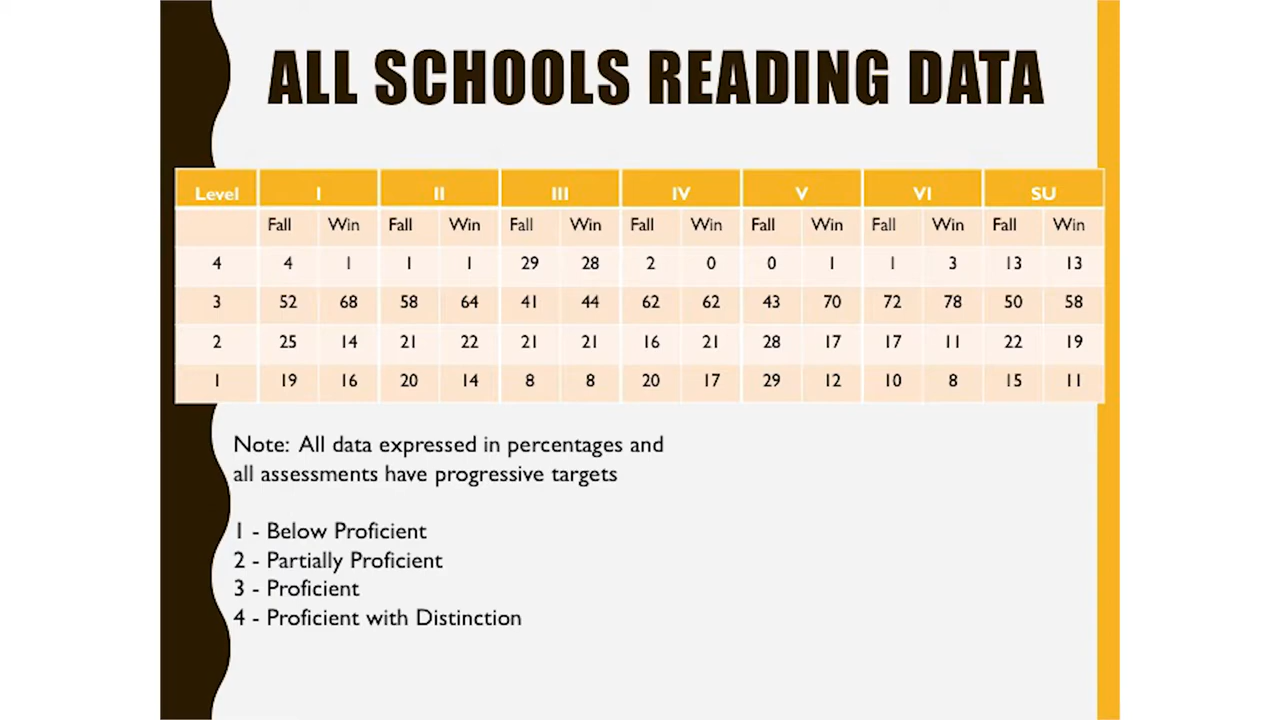 ALL SCHOOLS READING DATA
Level I II III IV V VI SU
Fall Win Fall Win Fall Win Fall Win Fall Win Fall Win Fall Win
4 4 1 1 1 29 28 2 0 0 1 1 3 13 13
3 52 68 58 64 41 44 62 62 43 70 72 78 50 58
2 25 14 21 22 21 21 16 21 28 17 17 11 22 19
1 19 16 20 14 8 8 20 17 29 12 10 8 15 11
Note: All data expressed in percentages and
all assessments have progressive targets
1 - Below Proficient
2 - Partially Proficient
3 - Proficient
4 - Proficient with Distinction